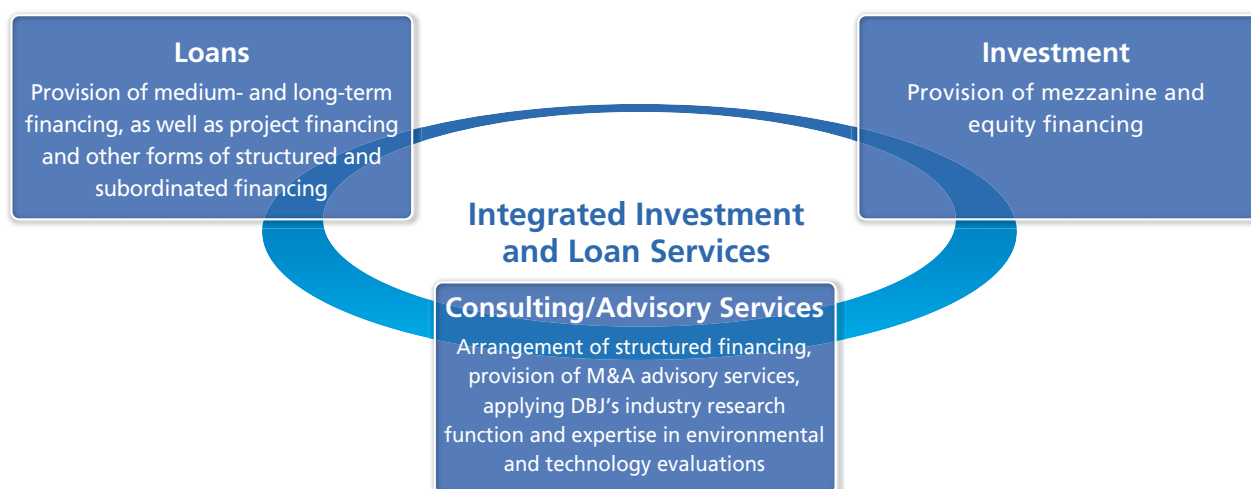 Loans
Provision of medium- and long-term
financing, as well as project financing
and other forms of structured and
subordinated financing
Investment
Provision of mezzanine and
equity financing
Integrated Investment
and Loan Services
Consulting/Advisory Services
Arrangement of structured financing,
provision of M&A advisory services,
applying DBJ's industry research
function and expertise in environmental
and technology evaluations